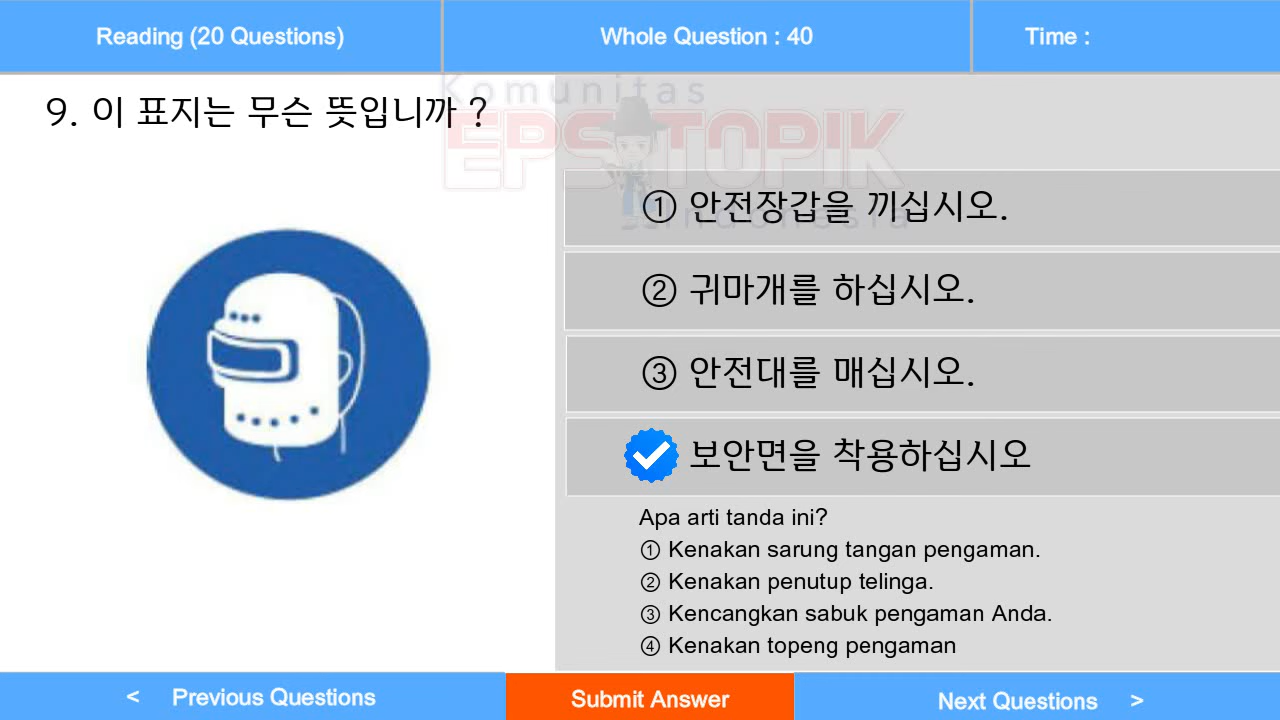 Reading (20 Questions)
Whole Question : 40
Time :
Komunitas
EPS TOPIK
Indonesia
9. 이 표지는 무슨 뜻입니까 ?
① 안전장갑을 끼십시오.
② 귀마개를 하십시오.
③ 안전대를 매십시오.
보안면을 착용하십시오
Apa arti tanda ini?
① Kenakan sarung tangan pengaman.
② Kenakan penutup telinga.
③ Kencangkan sabuk pengaman Anda.
④ Kenakan topeng pengaman
< Previous Questions
Submit Answer
Next Questions >